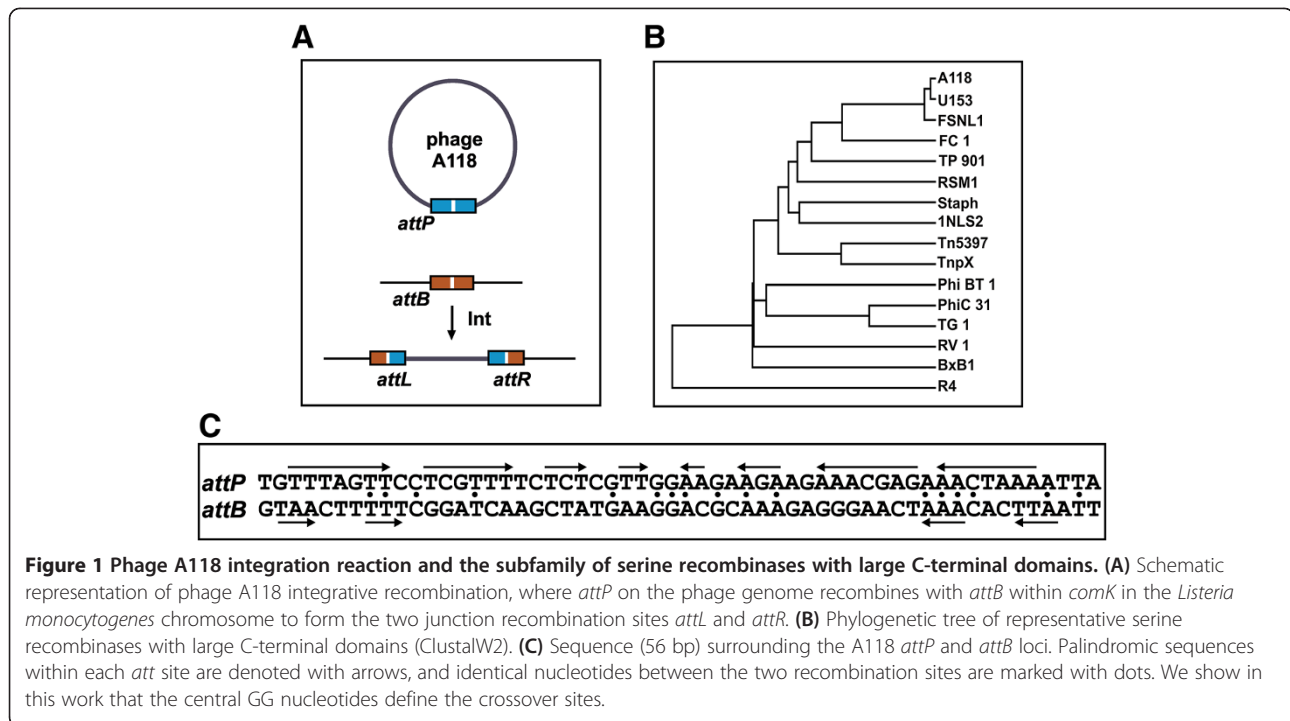 A
phage
A118
attP
attB
Int
attL
attR
B
A118
U153
FSNL1
FC 1
TP 901
RSM1
Staph
1NLS2
Tn5397
TnpX
Phi BT 1
PhiC 31
TG 1
RV 1
BxB1
R4
C
attP TGTTTAGTTCCTCGTTTTCTCTCGTTGGAAGAAGAAGAAACGAGAAACTAAAATTA
attB GTAACTTTTTCGGATCAAGCTATGAAGGACGCAAAGAGGGAACTAAACACTTAATT
Figure 1 Phage A118 integration reaction and the subfamily of serine recombinases with large C-terminal domains. (A) Schematic
representation of phage A118 integrative recombination, where attP on the phage genome recombines with attB within comK in the Listeria
monocytogenes chromosome to form the two junction recombination sites attL and attR. (B) Phylogenetic tree of representative serine
recombinases with large C-terminal domains (ClustalW2). (C) Sequence (56 bp) surrounding the A118 attP and attB loci. Palindromic sequences
within each att site are denoted with arrows, and identical nucleotides between the two recombination sites are marked with dots. We show in
this work that the central GG nucleotides define the crossover sites.